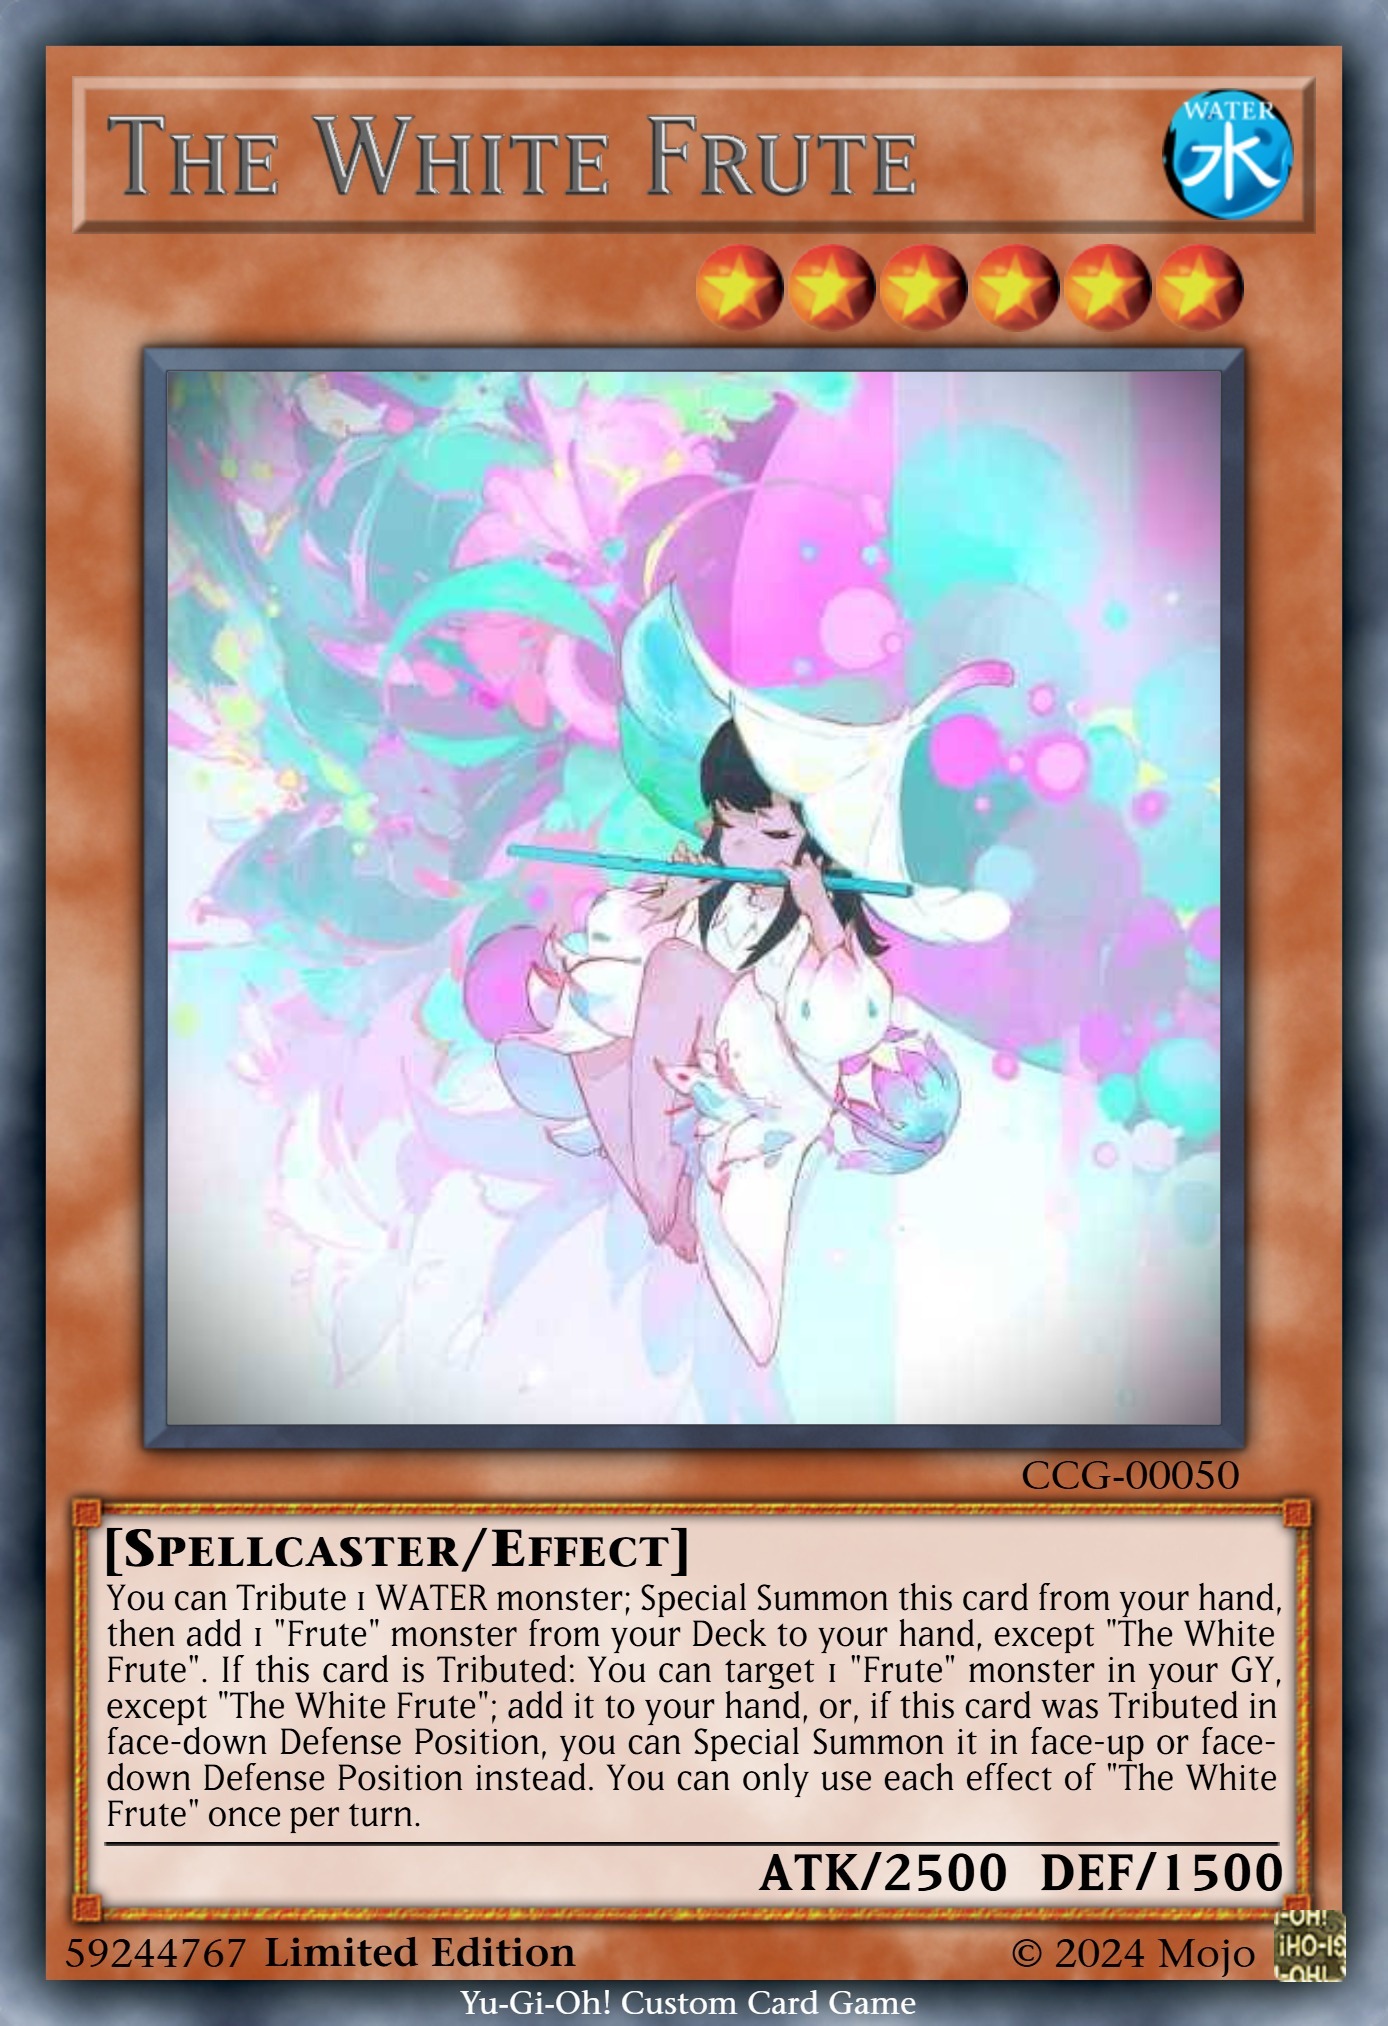 The White Frute
WATER
水
CCG-00050
[Spellcaster/Effect]
You can Tribute 1 WATER monster; Special Summon this card from your hand,
then add 1 "Frute" monster from your Deck to your hand, except "The White
Frute". If this card is Tributed: You can target 1 "Frute" monster in your GY,
except "The White Frute"; add it to your hand, or, if this card was Tributed in
face-down Defense Position, you can Special Summon it in face-up or face-
down Defense Position instead. You can only use each effect of "The White
Frute" once per turn.
ATK/2500 DEF/1500
59244767 Limited Edition
© 2024 Mojo
Yu-Gi-Oh! Custom Card Game